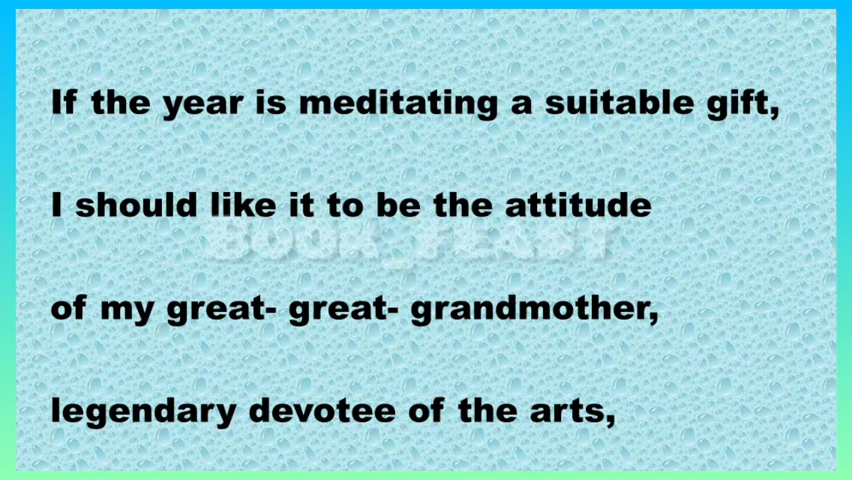 If the year is meditating a suitable gift,
I should like it to be the attitude
BOOK_FEAST
of my great- great- grandmother,
legendary devotee of the arts,